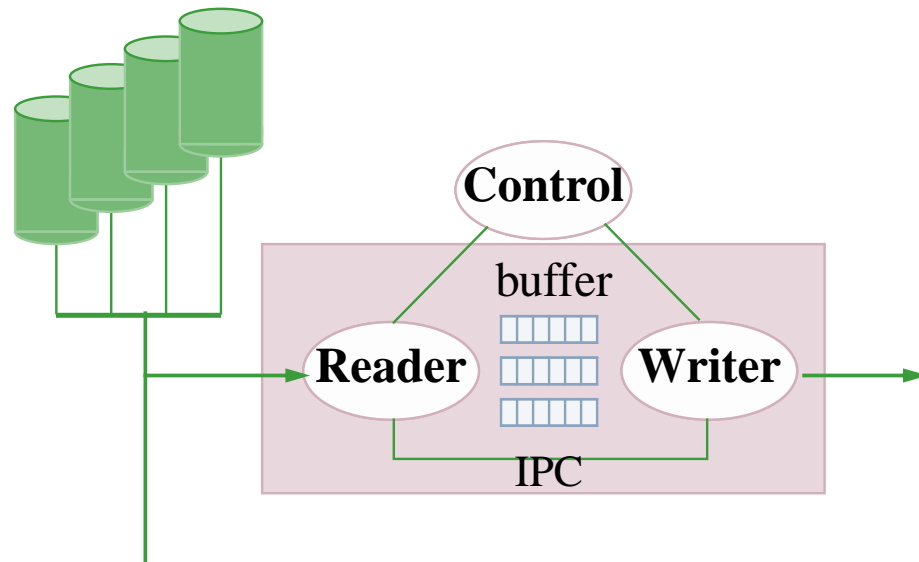 Control
buffer
Reader
Writer
IPC